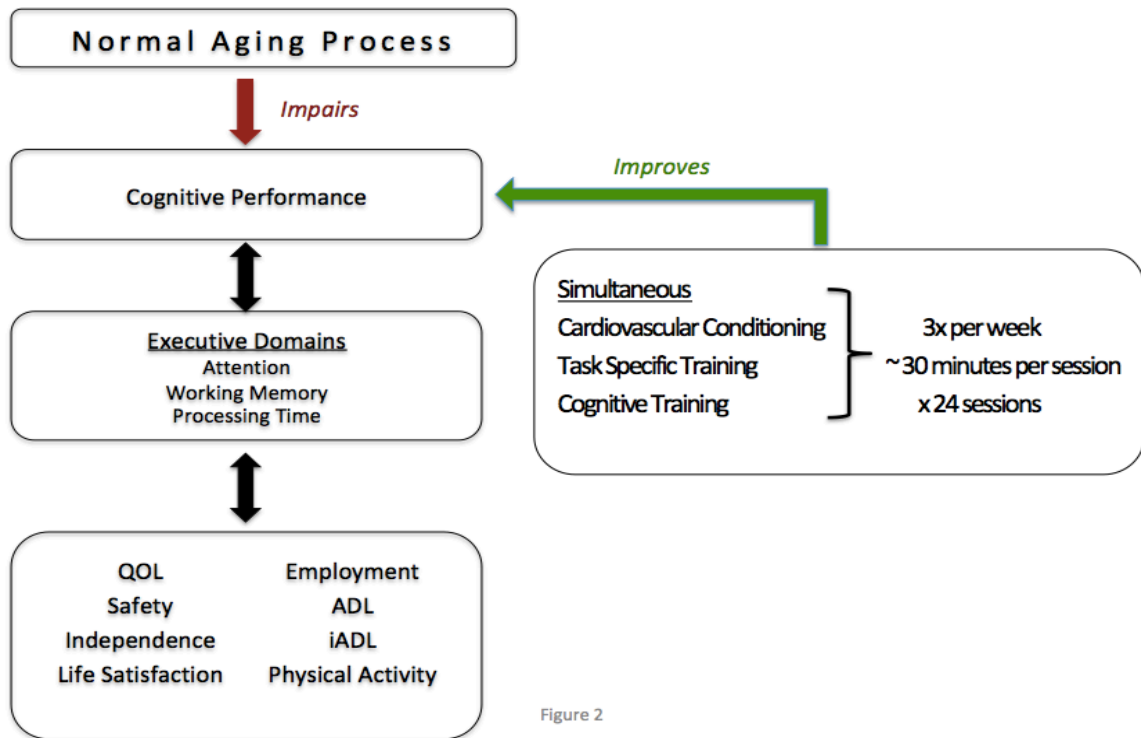 Normal Aging Process
Impairs
Cognitive Performance
Improves
Executive Domains
Attention
Working Memory
Processing Time
Simultaneous
Cardiovascular Conditioning 3x per week
Task Specific Training ~ 30 minutes per session
Cognitive Training x 24 sessions
QOL Employment
Safety ADL
Independence iADL
Life Satisfaction Physical Activity
Figure 2